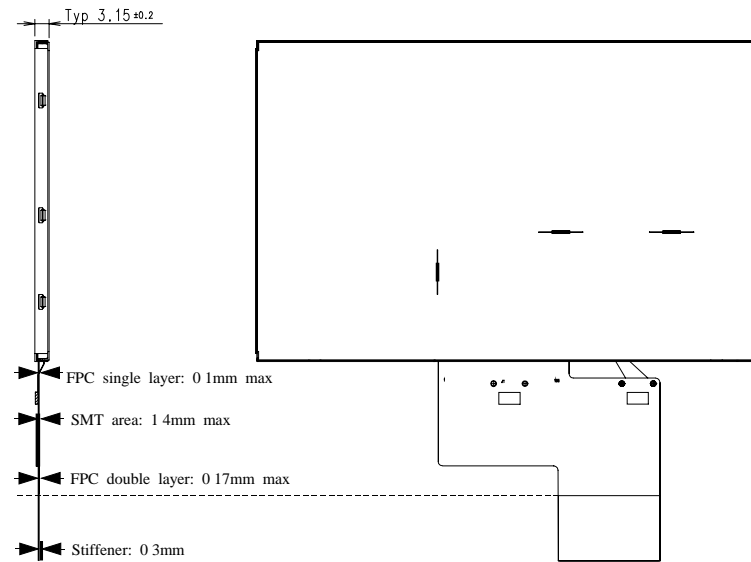 Typ 3.15 ±0.2
FPC single layer: 0 1mm max
SMT area: 1 4mm max
FPC double layer: 0 17mm max
Stiffener: 0 3mm